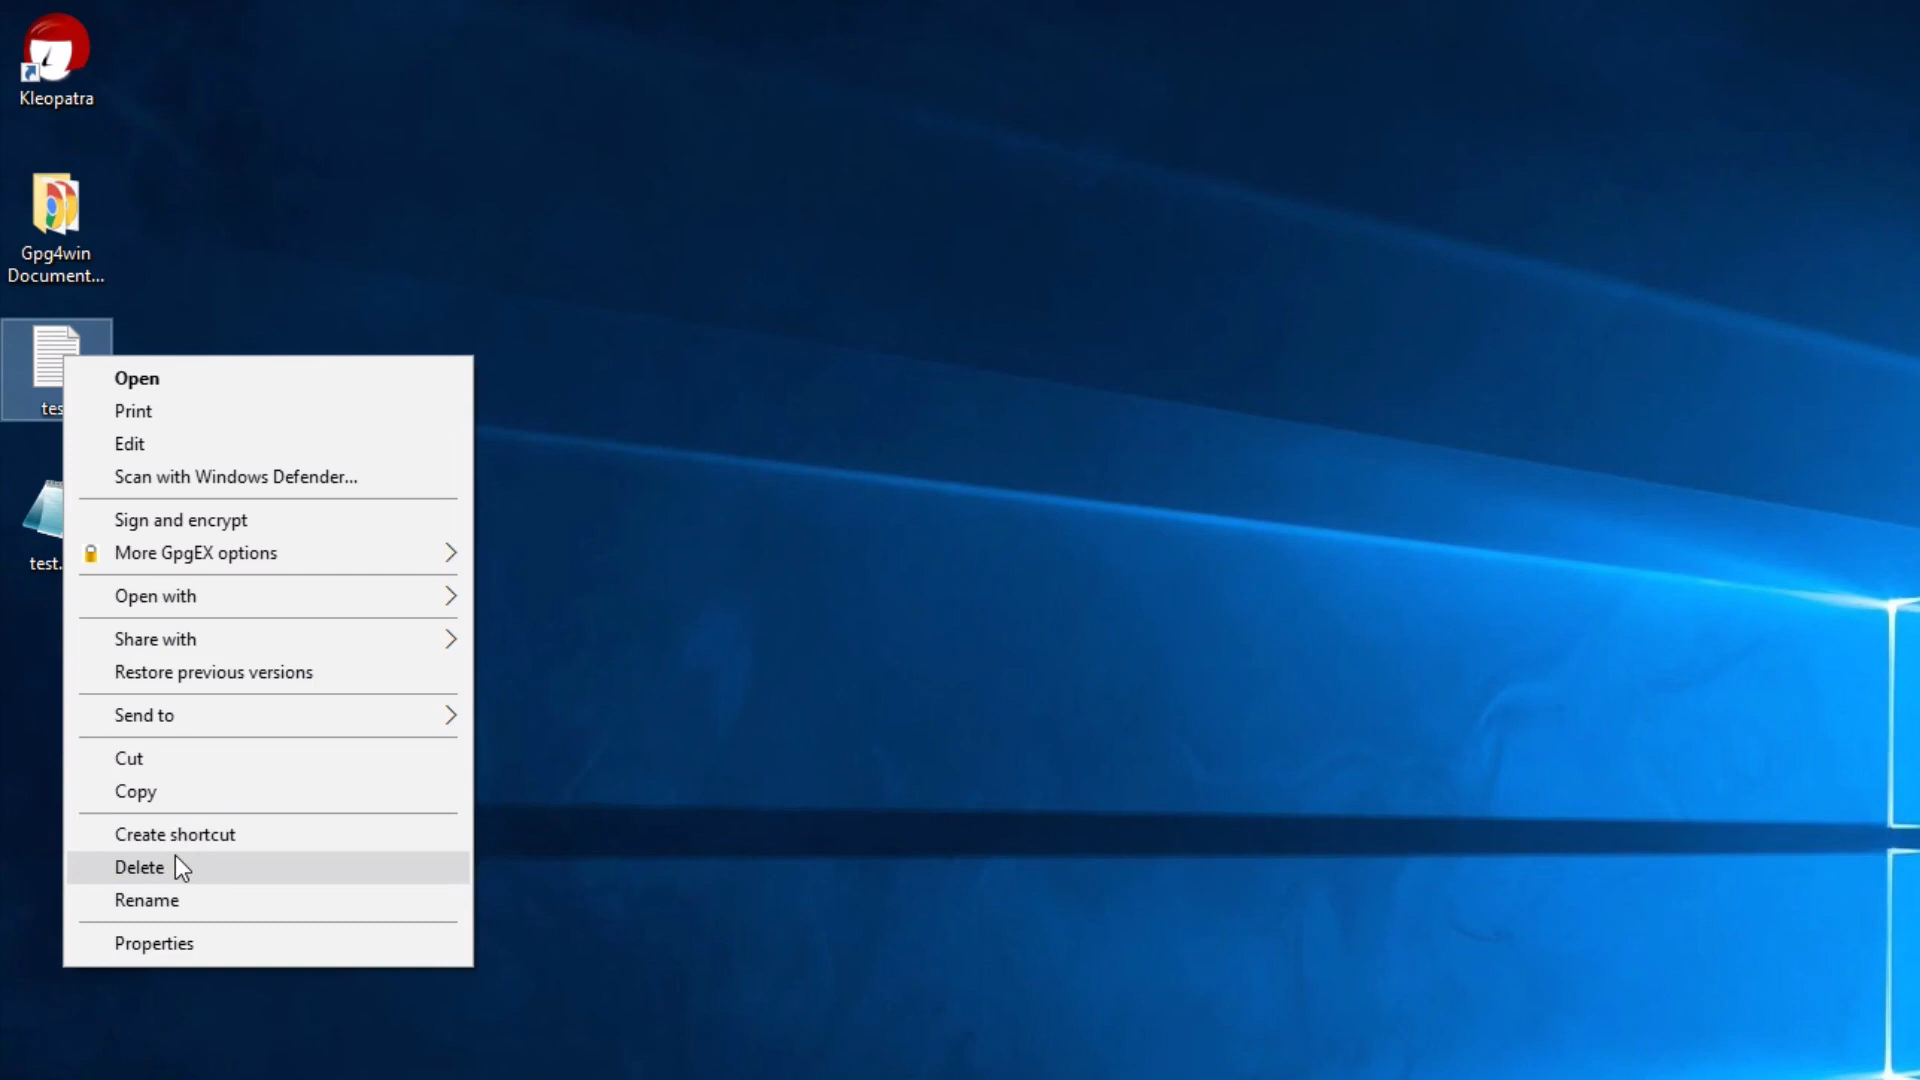 Kleopatra
Gpg4win
Document...
Open
Print
Edit
Scan with Windows Defender...
Sign and encrypt
More GpgEX options
Open with
Share with
Restore previous versions
Send to
Cut
Copy
Create shortcut
Delete
Rename
Properties
tes
test.